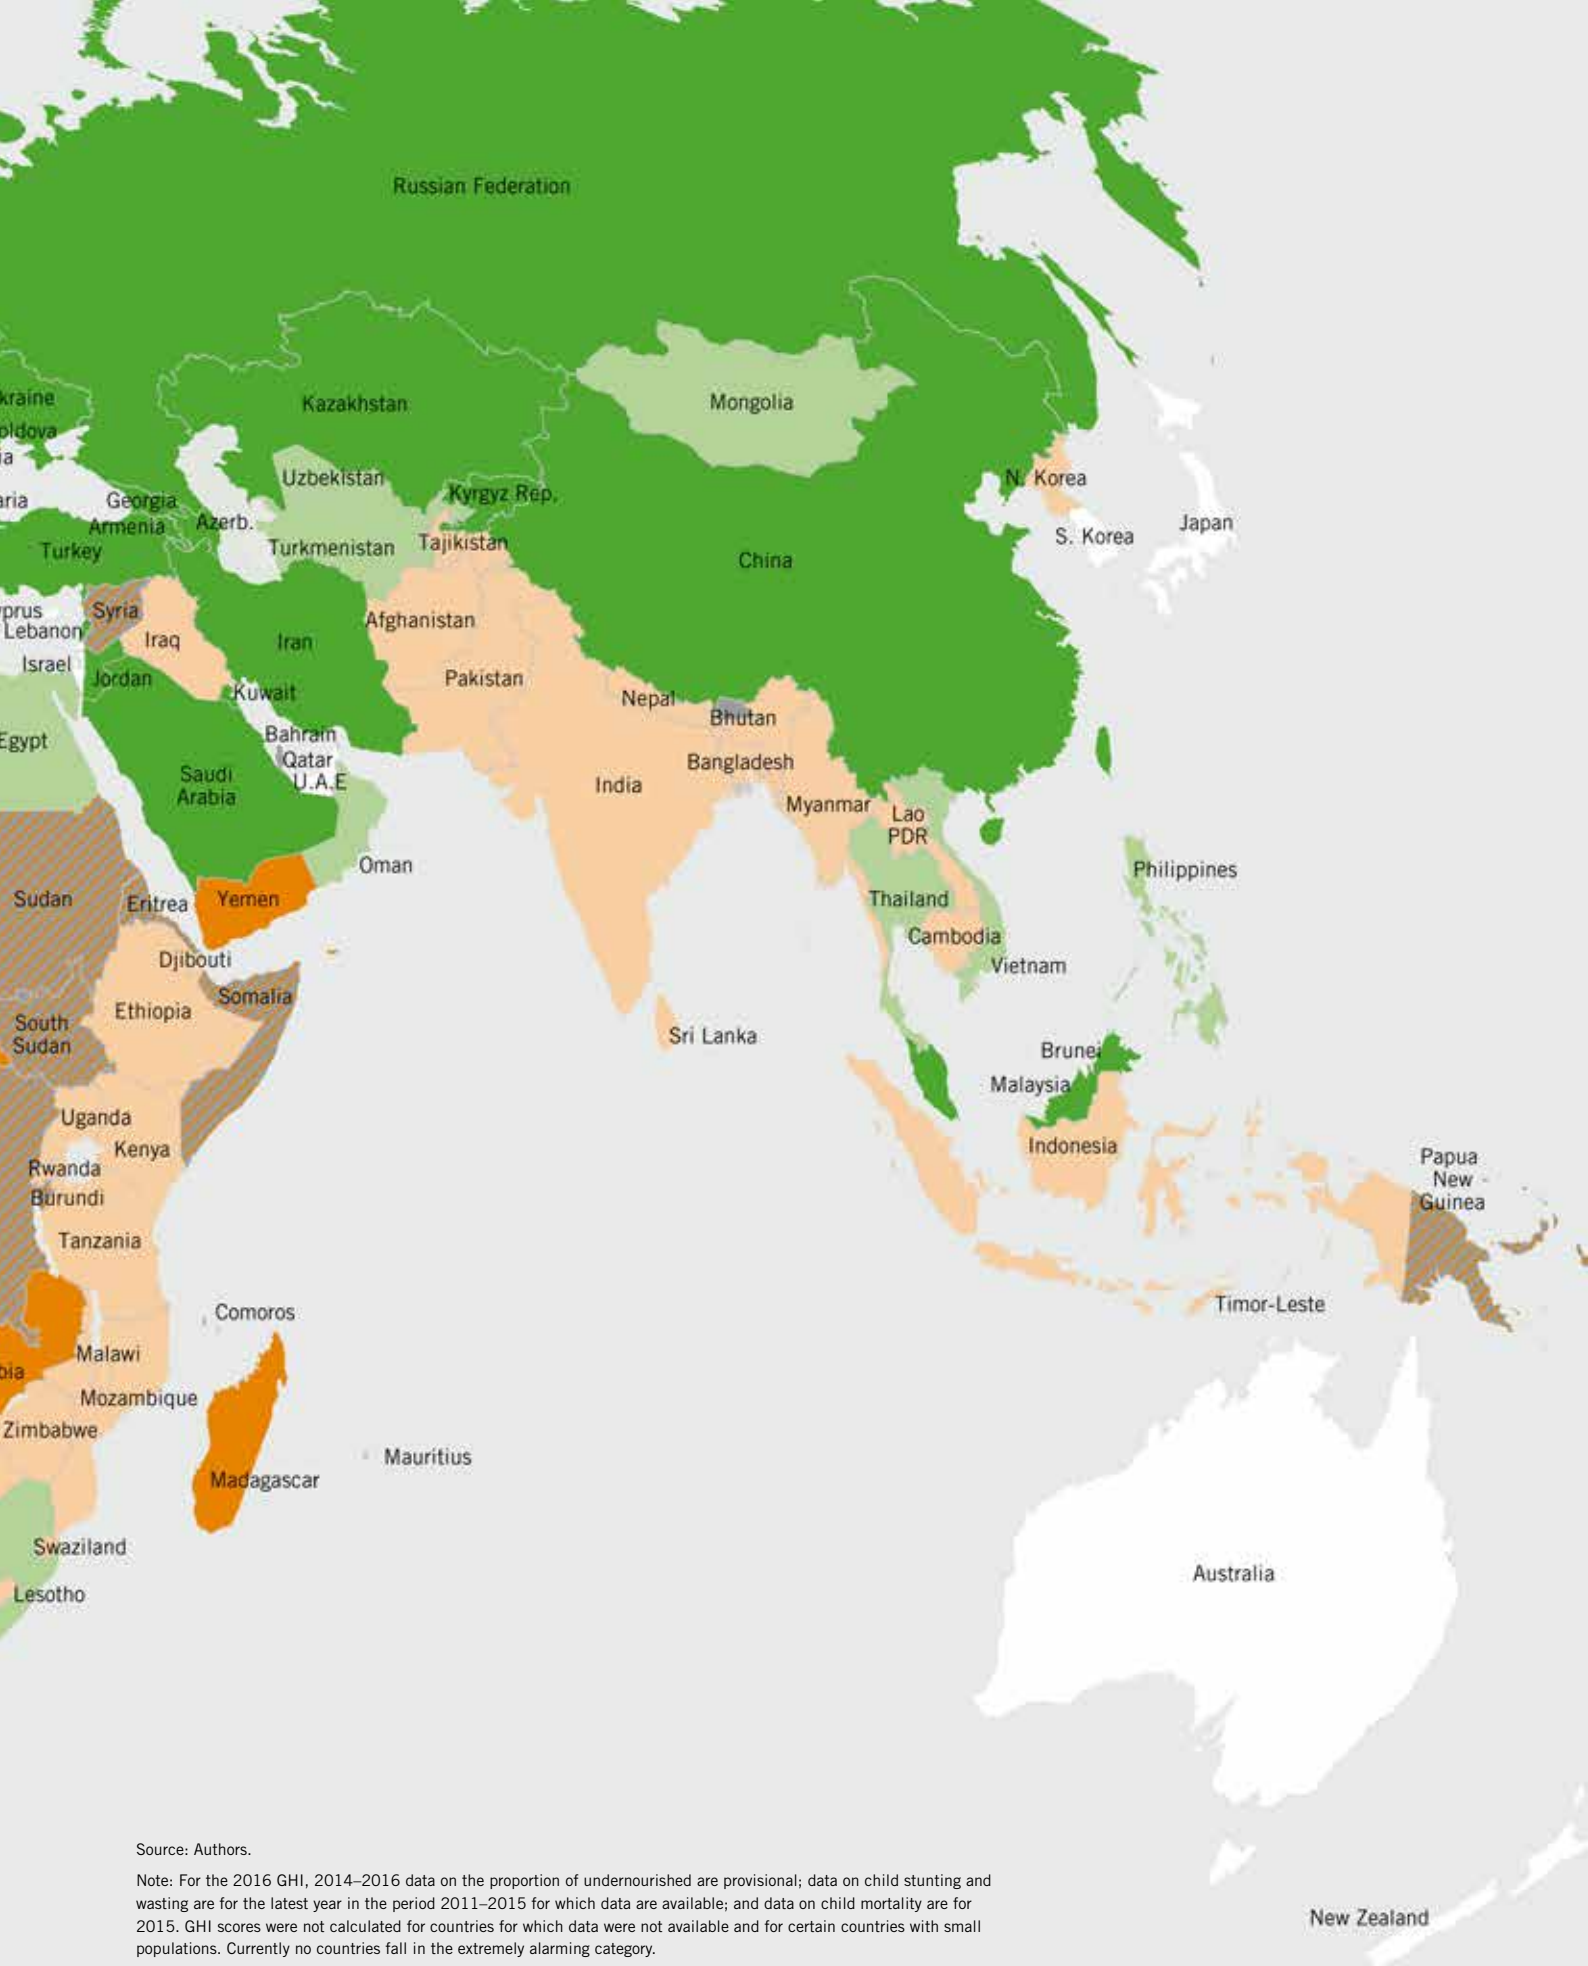 Russian Federation
kraine
Kazakhstan
Mongolia
oldova
ia
Uzbekistan
N. Korea
aria
Georgia
Kyrgyz Rep.
Armenia
Azerb.
Japan
S. Korea
Turkey
Turkmenistan
Tajikistan
China
yprus
Syria
Afghanistan
Lebanon
Iraq
Iran
Israel
Jordan
Pakistan
Kuwait
Nepal
Bhutan
Bahrain
Egypt
Qatar
Bangladesh
Saudi
Arabia
U.A.E
India
Myanmar
Lao
PDR
Oman
Philippines
Sudan
Eritrea
Yemen
Thailand
Cambodia
Djibouti
Vietnam
Somalia
Ethiopia
South
Sudan
Sri Lanka
Brunei
Malaysia
Uganda
Kenya
Indonesia
Rwanda
Papua
New
Guinea
Burundi
Tanzania
Comoros
Timor-Leste
Malawi
bia
Mozambique
Zimbabwe
Mauritius
Madagascar
Swaziland
Australia
Lesotho
Source: Authors.
Note: For the 2016 GHI, 2014–2016 data on the proportion of undernourished are provisional; data on child stunting and
wasting are for the latest year in the period 2011–2015 for which data are available; and data on child mortality are for
2015. GHI scores were not calculated for countries for which data were not available and for certain countries with small
populations. Currently no countries fall in the extremely alarming category.
New Zealand